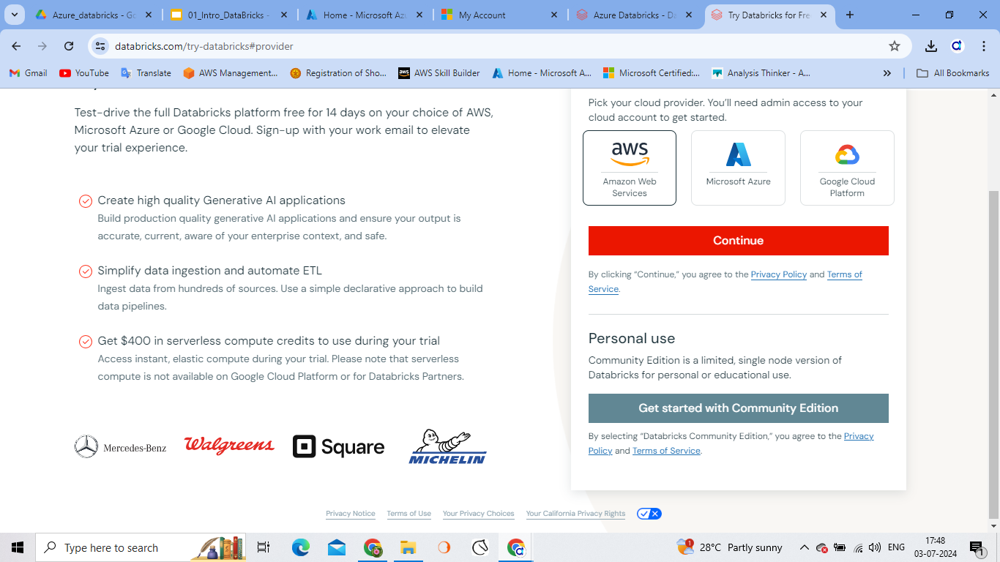 Azure_databricks - Go
01_Intro_DataBricks -
Home - Microsoft Azu
My Account
Azure Databricks - Da
Try Databricks for Fre
databricks.com/try-databricks#provider
Gmail
YouTube
Translate
AWS Management...
Registration of Sho...
AWS Skill Builder
Home - Microsoft A...
Microsoft Certified:...
Analysis Thinker - A...
All Bookmarks
Test-drive the full Databricks platform free for 14 days on your choice of AWS,
Microsoft Azure or Google Cloud. Sign-up with your work email to elevate
your trial experience.
Create high quality Generative AI applications
Build production quality generative AI applications and ensure your output is
accurate, current, aware of your enterprise context, and safe.
Simplify data ingestion and automate ETL
Ingest data from hundreds of sources. Use a simple declarative approach to build
data pipelines.
Get $400 in serverless compute credits to use during your trial
Access instant, elastic compute during your trial. Please note that serverless
compute is not available on Google Cloud Platform or for Databricks Partners.
Mercedes-Benz
Walgreens
Square
MICHELIN
Pick your cloud provider. You’ll need admin access to your
cloud account to get started.
aws
Amazon Web
Services
Microsoft Azure
Google Cloud
Platform
Continue
By clicking “Continue,” you agree to the Privacy Policy and Terms of
Service.
Personal use
Community Edition is a limited, single node version of
Databricks for personal or educational use.
Get started with Community Edition
By selecting “Databricks Community Edition,” you agree to the Privacy
Policy and Terms of Service.
Privacy Notice
Terms of Use
Your Privacy Choices
Your California Privacy Rights
Type here to search
28°C Partly sunny
ENG
17:48
03-07-2024